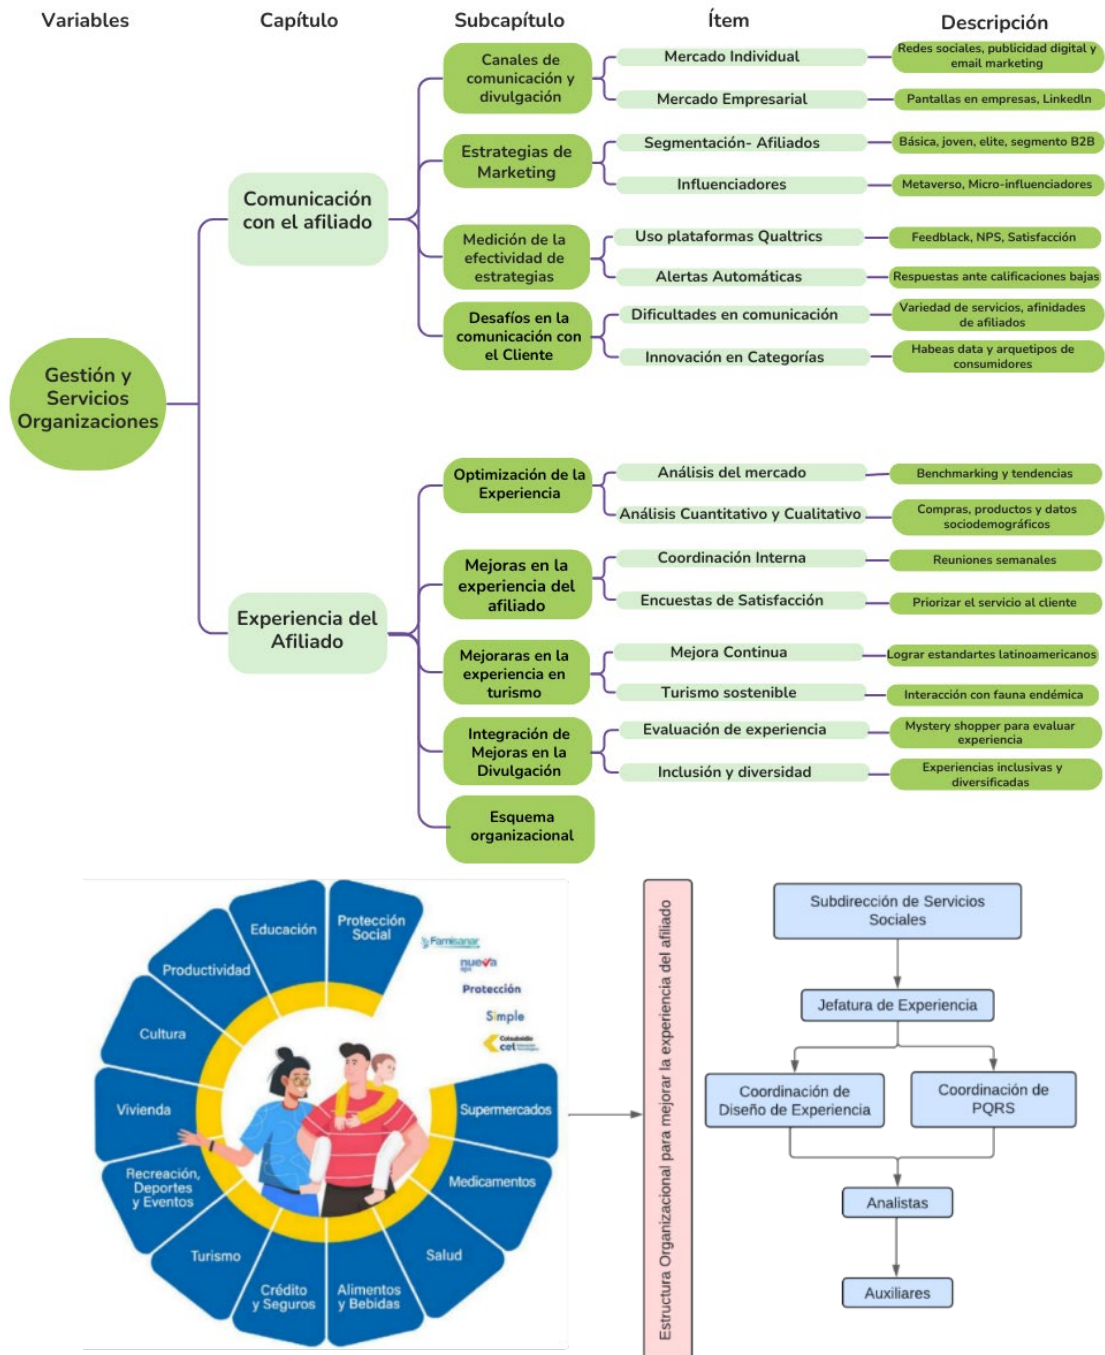 Variables
Capítulo
Subcapítulo
Ítem
Descripción
Gestión y
Servicios
Organizaciones
Comunicación
con el afiliado
Canales de
comunicación y
divulgación
Mercado Individual
Redes sociales, publicidad digital y
email marketing
Mercado Empresarial
Pantallas en empresas, LinkedIn
Estrategias de
Marketing
Segmentación- Afiliados
Básica, joven, elite, segmento B2B
Influenciadores
Metaverso, Micro-influenciadores
Medición de la
efectividad de
estrategias
Uso plataformas Qualtrics
Feedblack, NPS, Satisfacción
Alertas Automáticas
Respuestas ante calificaciones bajas
Desafíos en la
comunicación con
el Cliente
Dificultades en comunicación
Variedad de servicios, afinidades
de afiliados
Innovación en Categorías
Habeas data y arquetipos de
consumidores
Experiencia del
Afiliado
Optimización de la
Experiencia
Análisis del mercado
Benchmarking y tendencias
Análisis Cuantitativo y Cualitativo
Compras, productos y datos
sociodemográficos
Mejoras en la
experiencia del
afiliado
Coordinación Interna
Reuniones semanales
Encuestas de Satisfacción
Priorizar el servicio al cliente
Mejoraras en la
experiencia en
turismo
Mejora Continua
Lograr estandartes latinoamericanos
Turismo sostenible
Interacción con fauna endémica
Integración de
Mejoras en la
Divulgación
Evaluación de experiencia
Mystery shopper para evaluar
experiencia
Inclusión y diversidad
Experiencias inclusivas y
diversificadas
Esquema
organizacional
Protección
Social
Educación
Productividad
Cultura
Vivienda
Recreación,
Deportes
y Eventos
Turismo
Crédito
y Seguros
Alimentos
y Bebidas
Salud
Medicamentos
Supermercados
Famisanar
nueva
eps
Protección
Simple
Colsubsidio
cet
Estructura Organizacional para mejorar la experiencia del afiliado
Subdirección de Servicios
Sociales
Jefatura de Experiencia
Coordinación de
Diseño de Experiencia
Coordinación de
PQRS
Analistas
Auxiliares